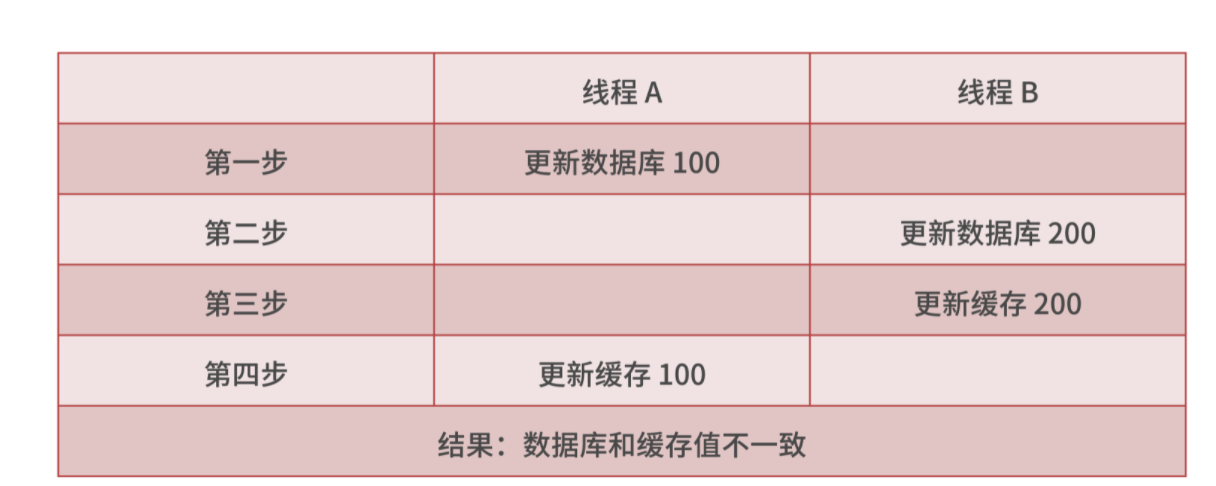 线程 A 线程 B
第一步 更新数据库 100
第二步 更新数据库 200
第三步 更新缓存 200
第四步 更新缓存 100
结果：数据库和缓存值不一致